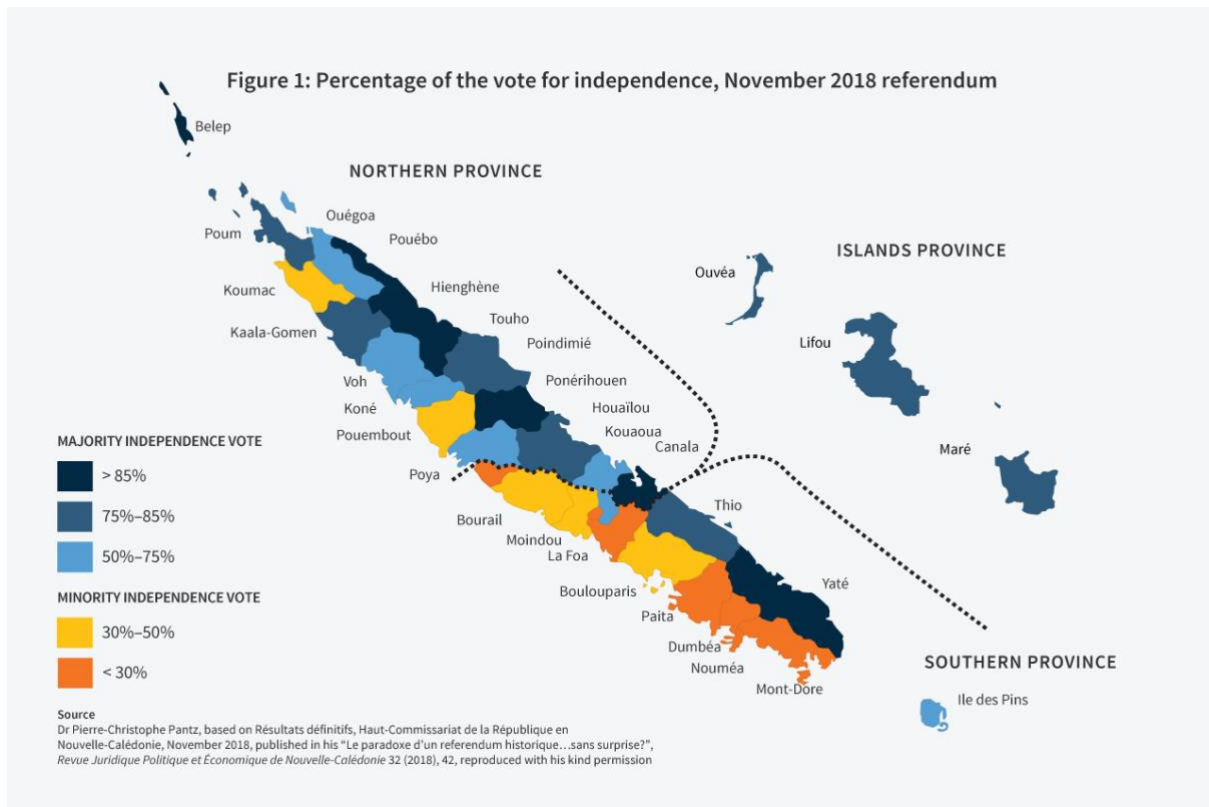 Figure 1: Percentage of the vote for independence, November 2018 referendum
Belep
NORTHERN PROVINCE
Ouégoa
Poum
Pouébo
ISLANDS PROVINCE
Ouvéa
Koumac
Hienghène
Touho
Kaala-Gomen
Poindimié
Lifou
Voh
Ponérihouen
Koné
Houaïlou
Pouembout
Kouaoua
MAJORITY INDEPENDENCE VOTE
Canala
Maré
Poya
> 85%
Thio
75%–85%
Bourail
Moindou
50%–75%
La Foa
Boulouparis
Yaté
MINORITY INDEPENDENCE VOTE
Paita
30%–50%
Dumbéa
Nouméa
SOUTHERN PROVINCE
< 30%
Mont-Dore
Ile des Pins
Source
Dr Pierre-Christophe Pantz, based on Résultats définitifs, Haut-Commissariat de la République en
Nouvelle-Calédonie, November 2018, published in his “Le paradoxe d’un referendum historique…sans surprise?”,
Revue Juridique Politique et Économique de Nouvelle-Calédonie 32 (2018), 42, reproduced with his kind permission